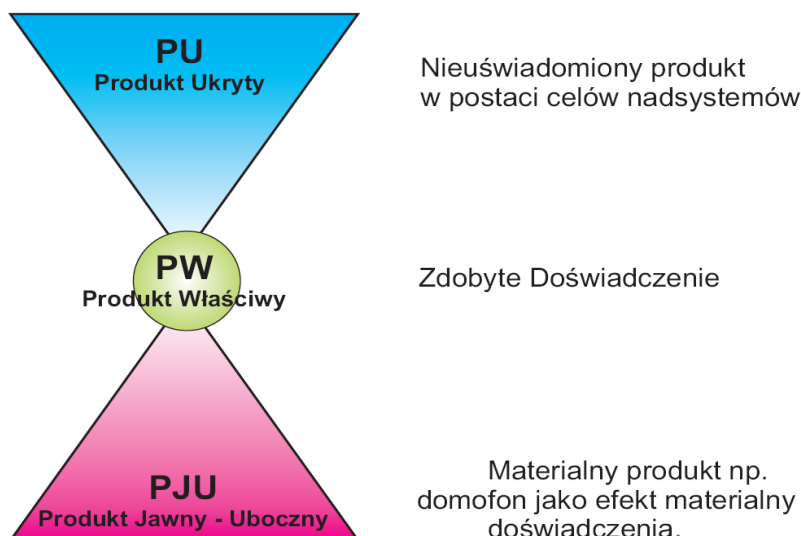 PU
Produkt Ukryty
Nieuświadomiony produkt
w postaci celów nadsystemów
PW
Produkt Właściwy
Zdobyte Doświadczenie
PJU
Produkt Jawny - Uboczny
Materialny produkt np.
domofon jako efekt materialny
doświadczenia.